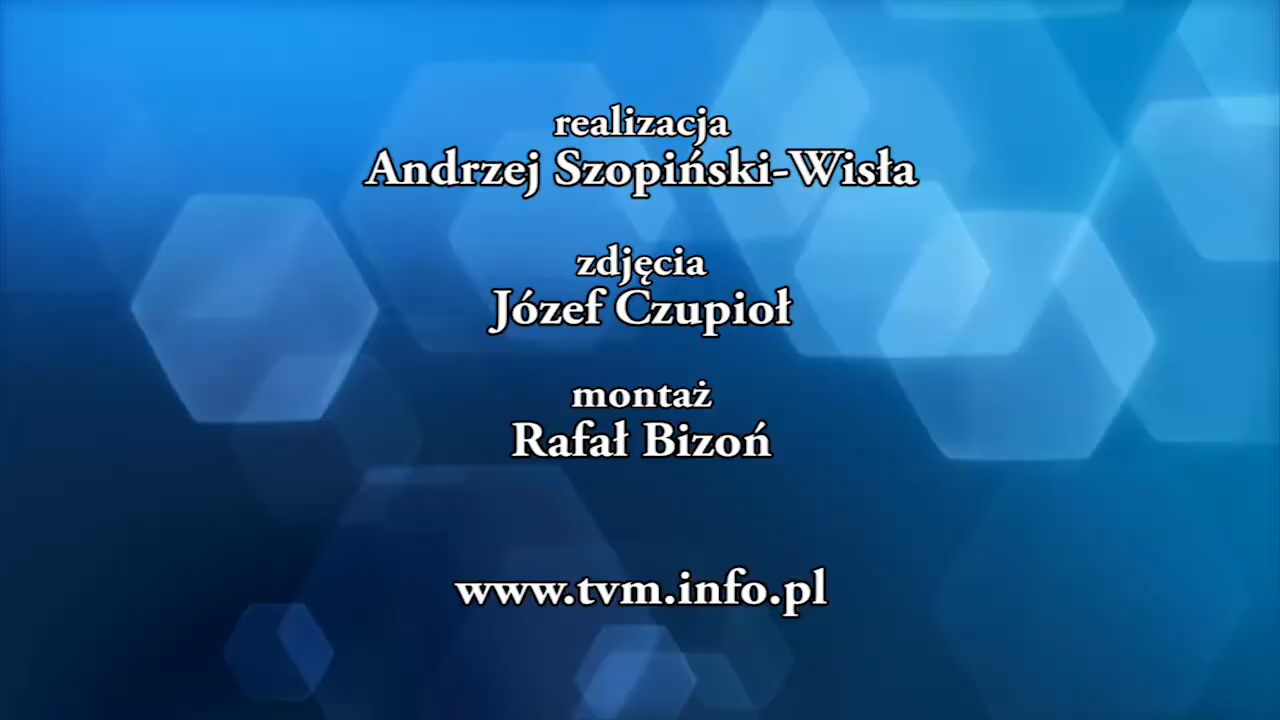 realizacja
Andrzej Szopiński-Wisła
zdjęcia
Józef Czupioł
montaż
Rafał Bizoń
www.tvm.info.pl